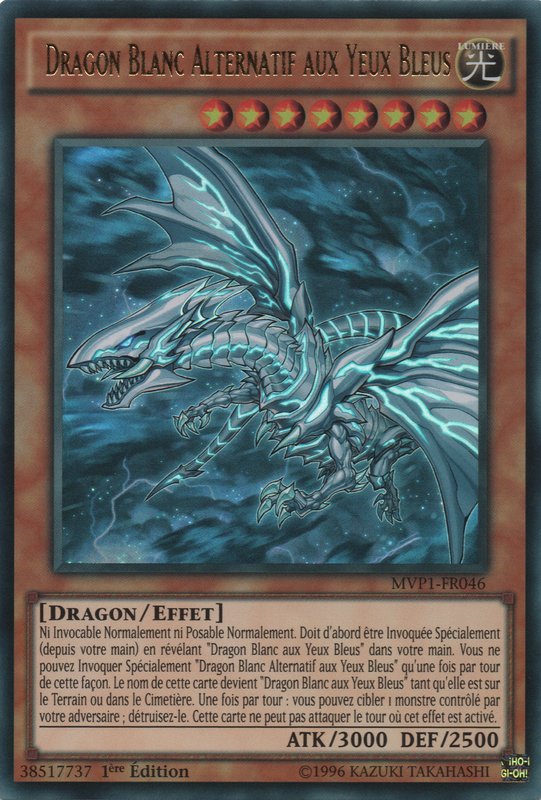 Dragon Blanc Alternatif aux Yeux Bleus
LUMIÈRE
光
MVP1-FR046
[Dragon/Effet]
Ni Invocable Normalement ni Posable Normalement. Doit d'abord être Invoquée Spécialement
(depuis votre main) en révélant "Dragon Blanc aux Yeux Bleus" dans votre main. Vous ne
pouvez Invoquer Spécialement "Dragon Blanc Alternatif aux Yeux Bleus" qu'une fois par tour
de cette façon. Le nom de cette carte devient "Dragon Blanc aux Yeux Bleus" tant qu'elle est sur
le Terrain ou dans le Cimetière. Une fois par tour : vous pouvez cibler 1 monstre contrôlé par
votre adversaire ; détruisez-le. Cette carte ne peut pas attaquer le tour où cet effet est activé.
ATK/3000 DEF/2500
38517737 1ère Édition ©1996 KAZUKI TAKAHASHI
GI-OH!